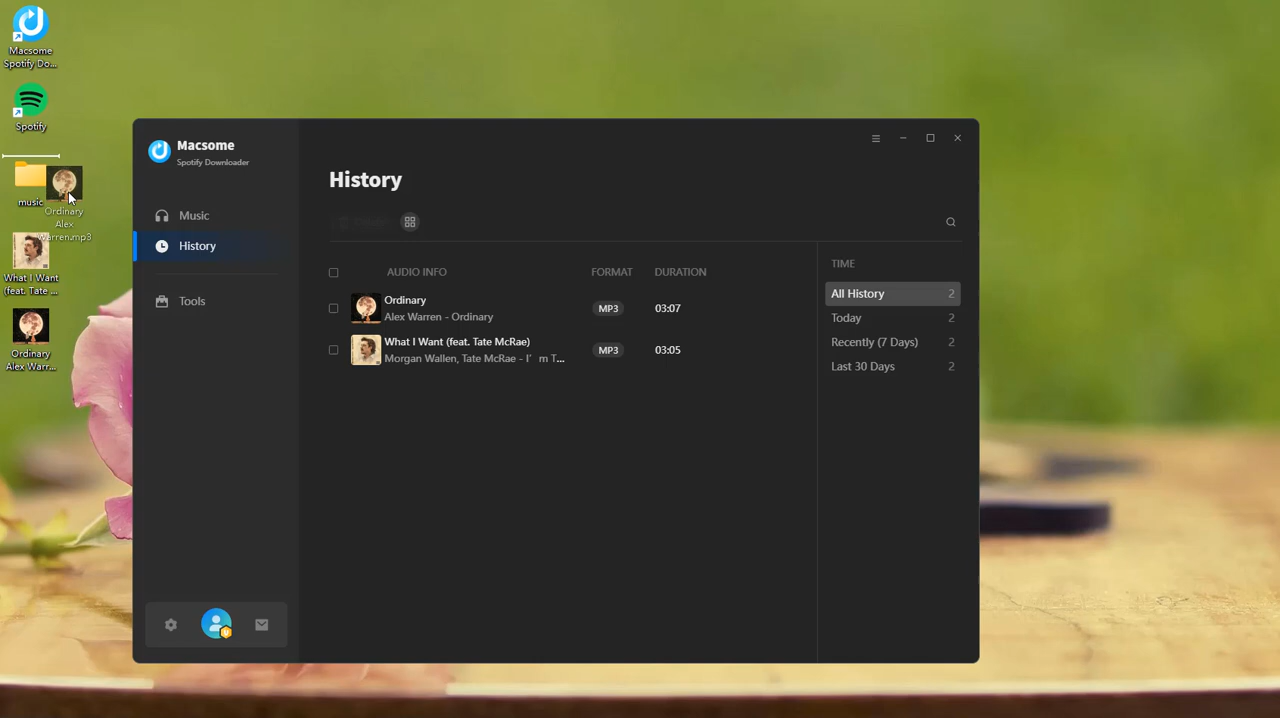 Macsome
Spotify Do...
Spotify
music
Ordinary
Alex
Warren.mp3
What I Want
(feat. Tate ...
Ordinary
Alex Warr...
Macsome
Spotify Downloader
Music
History
Tools
History
AUDIO INFO
FORMAT
DURATION
Ordinary
Alex Warren - Ordinary
MP3
03:07
What I Want (feat. Tate McRae)
Morgan Wallen, Tate McRae - I’m T...
MP3
03:05
TIME
All History 2
Today 2
Recently (7 Days) 2
Last 30 Days 2